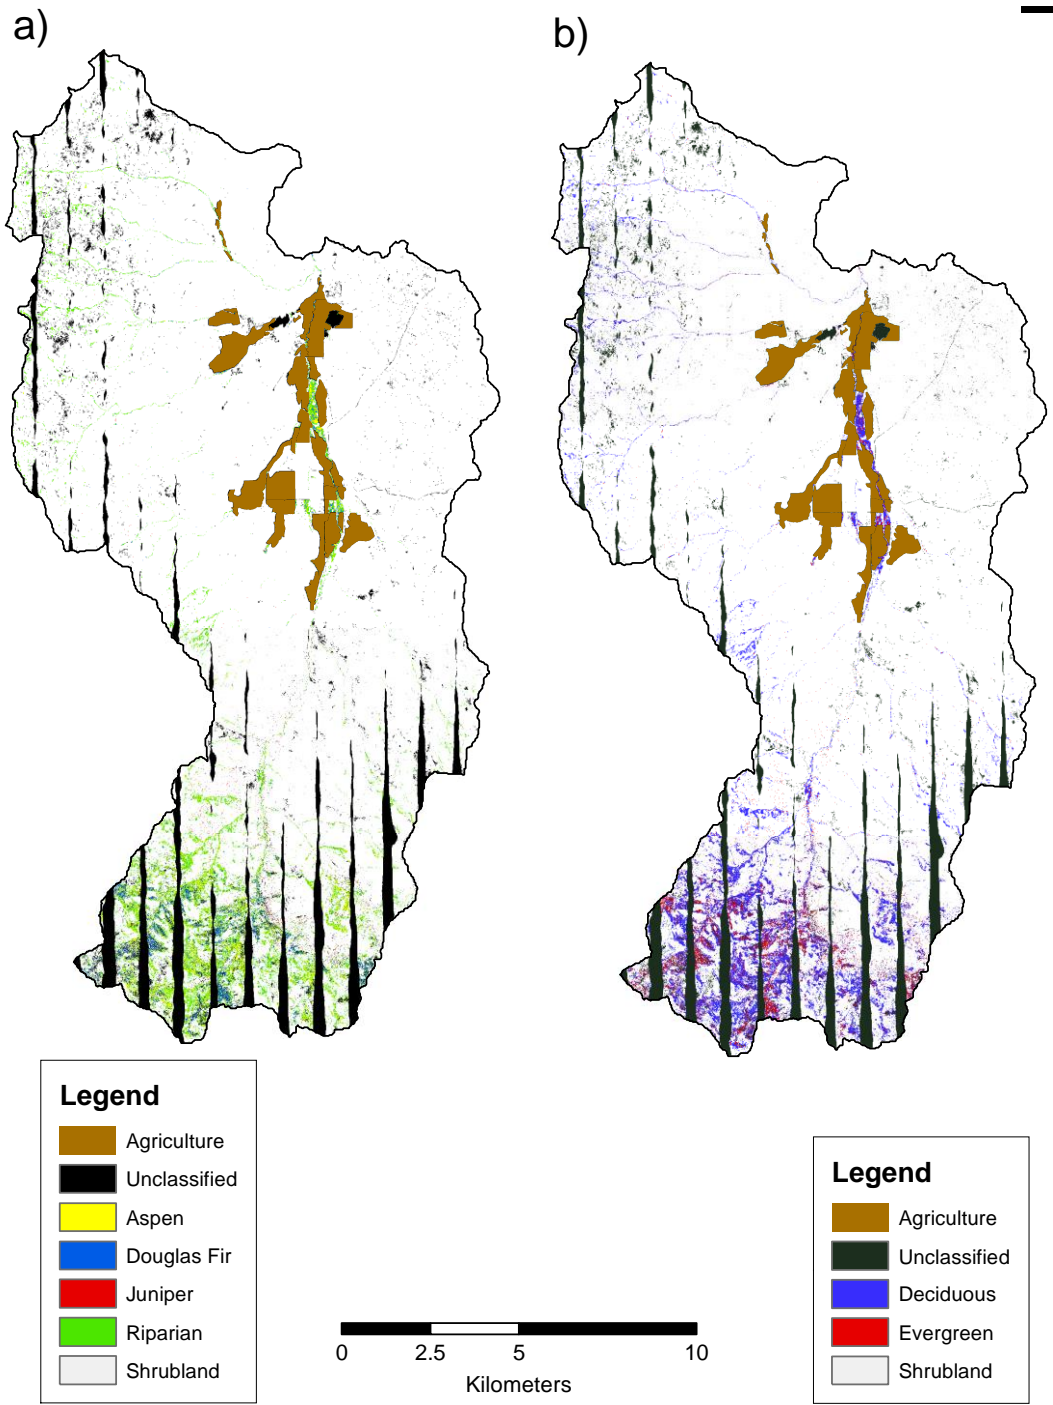 a)
b)
Legend
Agriculture
Unclassified
Aspen
Douglas Fir
Juniper
Riparian
Shrubland
0 2.5 5 10
Kilometers
Legend
Agriculture
Unclassified
Deciduous
Evergreen
Shrubland